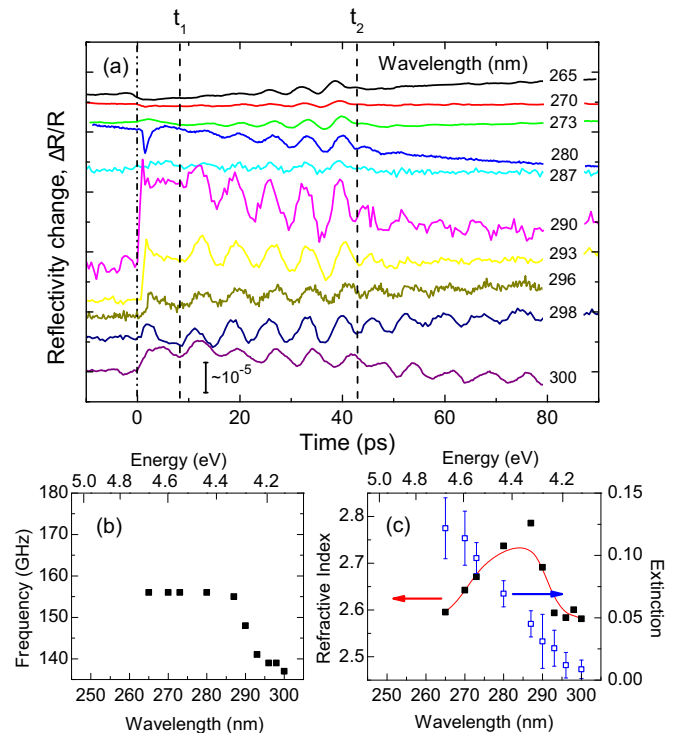 t1 t2
(a) Wavelength (nm)
265
270
273
280
287
290
293
296
298
300
Reflectivity change, ΔR/R
~10-5
0 20 40 60 80
Time (ps)
Energy (eV)
5.0 4.8 4.6 4.4 4.2
(b)
180
170
160
150
140
Frequency (GHz)
250 260 270 280 290 300
Wavelength (nm)
Energy (eV)
5.0 4.8 4.6 4.4 4.2
(c)
2.8
2.7
2.6
2.5
Refractive Index
0.15
0.10
0.05
0.00
Extinction
250 260 270 280 290 300
Wavelength (nm)